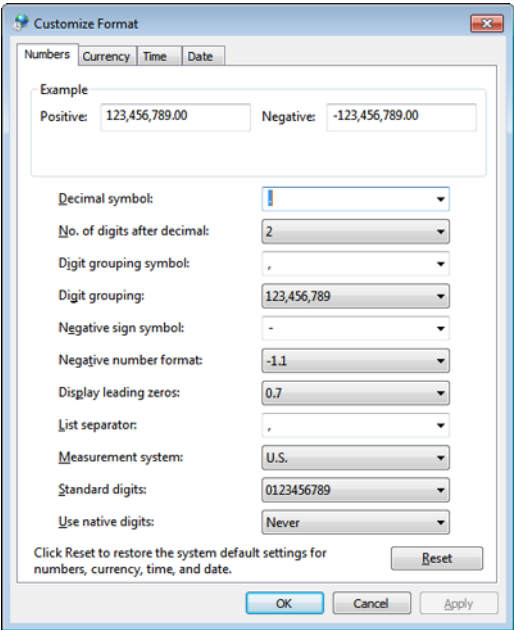 Customize Format
Numbers Currency Time Date
Example
Positive: 123,456,789.00 Negative: -123,456,789.00
Decimal symbol: .
No. of digits after decimal: 2
Digit grouping symbol: ,
Digit grouping: 123,456,789
Negative sign symbol: -
Negative number format: -1.1
Display leading zeros: 0.7
List separator: ,
Measurement system: U.S.
Standard digits: 0123456789
Use native digits: Never
Click Reset to restore the system default settings for
numbers, currency, time, and date.
Reset
OK Cancel Apply